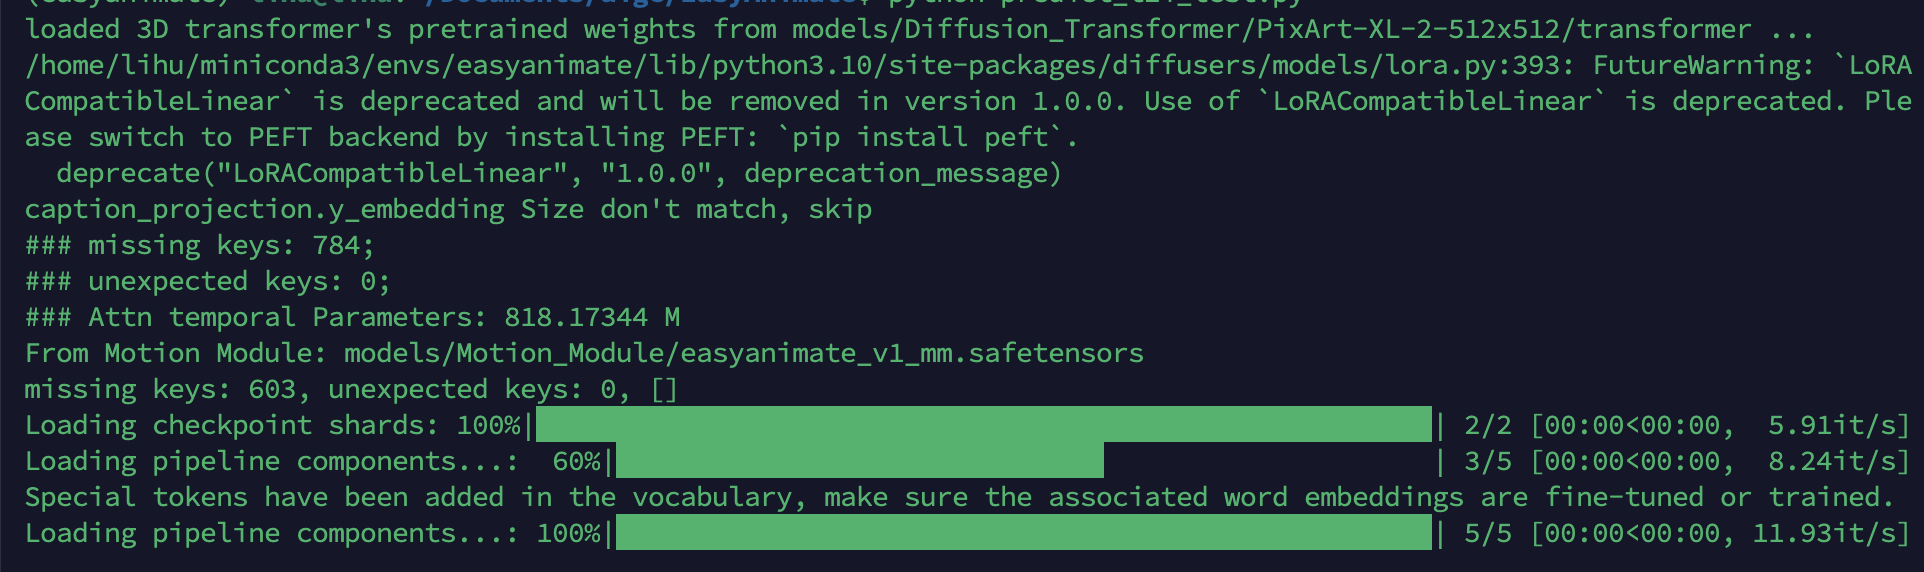 loaded 3D transformer's pretrained weights from models/Diffusion_Transformer/PixArt-XL-2-512x512/transformer ...
/home/lihu/miniconda3/envs/easyanimate/lib/python3.10/site-packages/diffusers/models/lora.py:393: FutureWarning: `LoRA
CompatibleLinear` is deprecated and will be removed in version 1.0.0. Use of `LoRACompatibleLinear` is deprecated. Ple
ase switch to PEFT backend by installing PEFT: `pip install peft`.
  deprecate("LoRACompatibleLinear", "1.0.0", deprecation_message)
caption_projection.y_embedding Size don't match, skip
### missing keys: 784;
### unexpected keys: 0;
### Attn temporal Parameters: 818.17344 M
From Motion Module: models/Motion_Module/easyanimate_v1_mm.safetensors
missing keys: 603, unexpected keys: 0, []
Loading checkpoint shards: 100%| | 2/2 [00:00<00:00,  5.91it/s]
Loading pipeline components...:  60%| | 3/5 [00:00<00:00,  8.24it/s]
Special tokens have been added in the vocabulary, make sure the associated word embeddings are fine-tuned or trained.
Loading pipeline components...: 100%| | 5/5 [00:00<00:00, 11.93it/s]